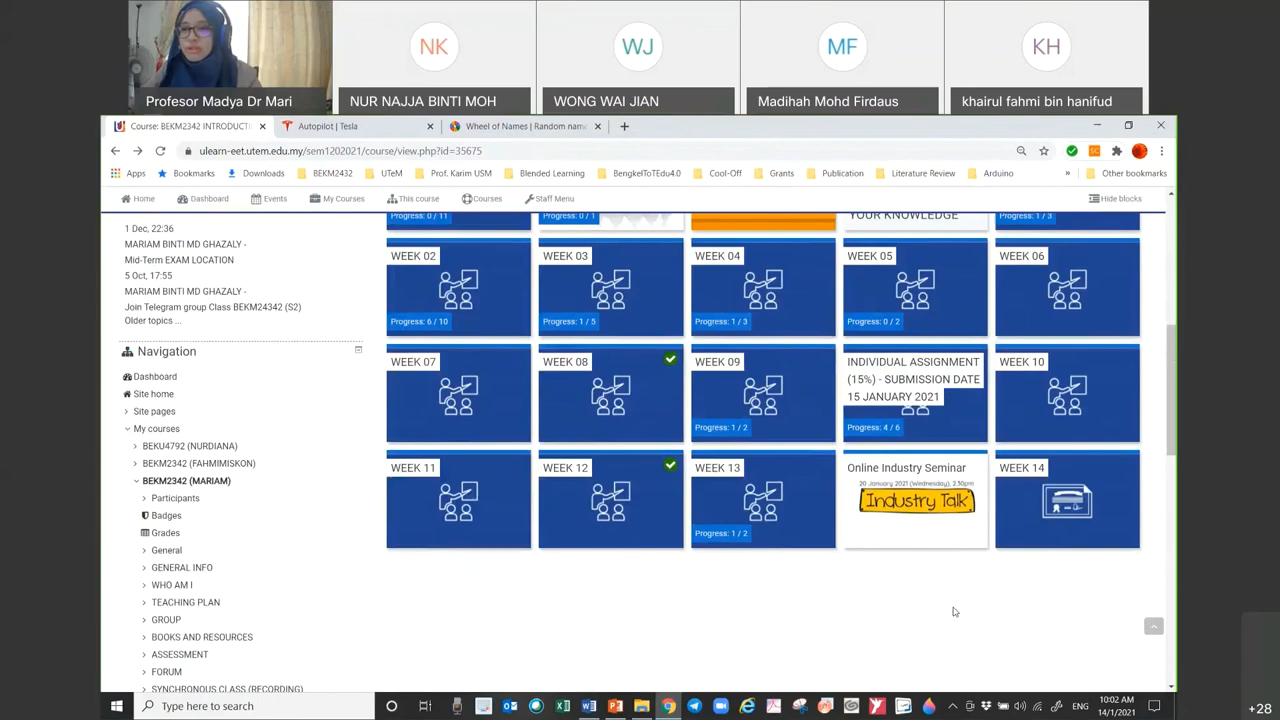 NK
WJ
MF
KH
Profesor Madya Dr Mari
NUR NAJJA BINTI MOH
WONG WAI JIAN
Madihah Mohd Firdaus
khairul fahmi bin hanifud
Course: BEKM2342 INTRODUCTI
Autopilot | Tesla
Wheel of Names | Random nam
ulearn-eet.utem.edu.my/sem1202021/course/view.php?id=35675
Apps
Bookmarks
Downloads
BEKM2432
UTeM
Prof. Karim USM
Blended Learning
BengkelToTEdu4.0
Cool-Off
Grants
Publication
Literature Review
Arduino
»
Other bookmarks
Home
Dashboard
Events
My Courses
This course
Courses
Staff Menu
Hide blocks
1 Dec, 22:36
MARIAM BINTI MD GHAZALY -
Mid-Term EXAM LOCATION
5 Oct, 17:55
MARIAM BINTI MD GHAZALY -
Join Telegram group Class BEKM24342 (S2)
Older topics ...
Navigation
Dashboard
Site home
Site pages
My courses
BEKU4792 (NURDIANA)
BEKM2342 (FAHMIMISKON)
BEKM2342 (MARIAM)
Participants
Badges
Grades
General
GENERAL INFO
WHO AM I
TEACHING PLAN
GROUP
BOOKS AND RESOURCES
ASSESSMENT
FORUM
SYNCHRONOUS CLASS (RECORDING)
Progress: 0 / 11
Progress: 0 / 1
YOUR KNOWLEDGE
Progress: 1 / 3
WEEK 02
Progress: 6 / 10
WEEK 03
Progress: 1 / 5
WEEK 04
Progress: 1 / 3
WEEK 05
Progress: 0 / 2
WEEK 06
WEEK 07
WEEK 08
WEEK 09
Progress: 1 / 2
INDIVIDUAL ASSIGNMENT
(15%) - SUBMISSION DATE
15 JANUARY 2021
Progress: 4 / 6
WEEK 10
WEEK 11
WEEK 12
WEEK 13
Progress: 1 / 2
Online Industry Seminar
20 January 2021 (Wednesday), 2.30pm
Industry Talk
WEEK 14
Type here to search
ENG
10:02 AM
14/1/2021
+28